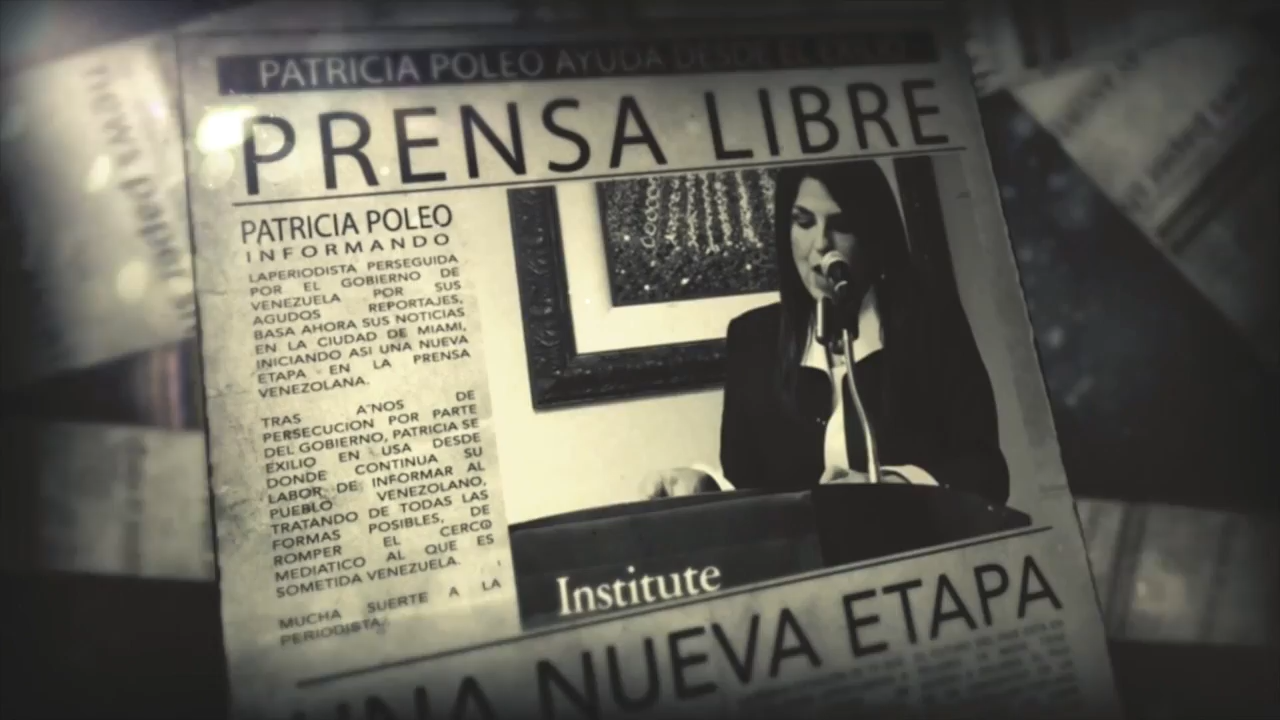 PATRICIA POLEO AYUDA DESDE EL EXILIO
PRENSA LIBRE
PATRICIA POLEO
INFORMANDO
LAPERIODISTA PERSEGUIDA
POR EL GOBIERNO DE
VENEZUELA POR SUS
AGUDOS REPORTAJES,
BASA AHORA SUS NOTICIAS
EN LA CIUDAD DE MIAMI,
INICIANDO ASI UNA NUEVA
ETAPA EN LA PRENSA
VENEZOLANA.
TRAS A˜NOS DE
PERSECUCION POR PARTE
DEL GOBIERNO, PATRICIA SE
EXILIO EN USA DESDE
DONDE CONTINUA SU
LABOR DE INFORMAR AL
PUEBLO VENEZOLANO,
TRATANDO DE TODAS LAS
FORMAS POSIBLES, DE
ROMPER EL CERCO
MEDIATICO AL QUE ES
SOMETIDA VENEZUELA.
MUCHA SUERTE A LA
PERIODISTA.
Institute
UNA NUEVA ETAPA
news paper